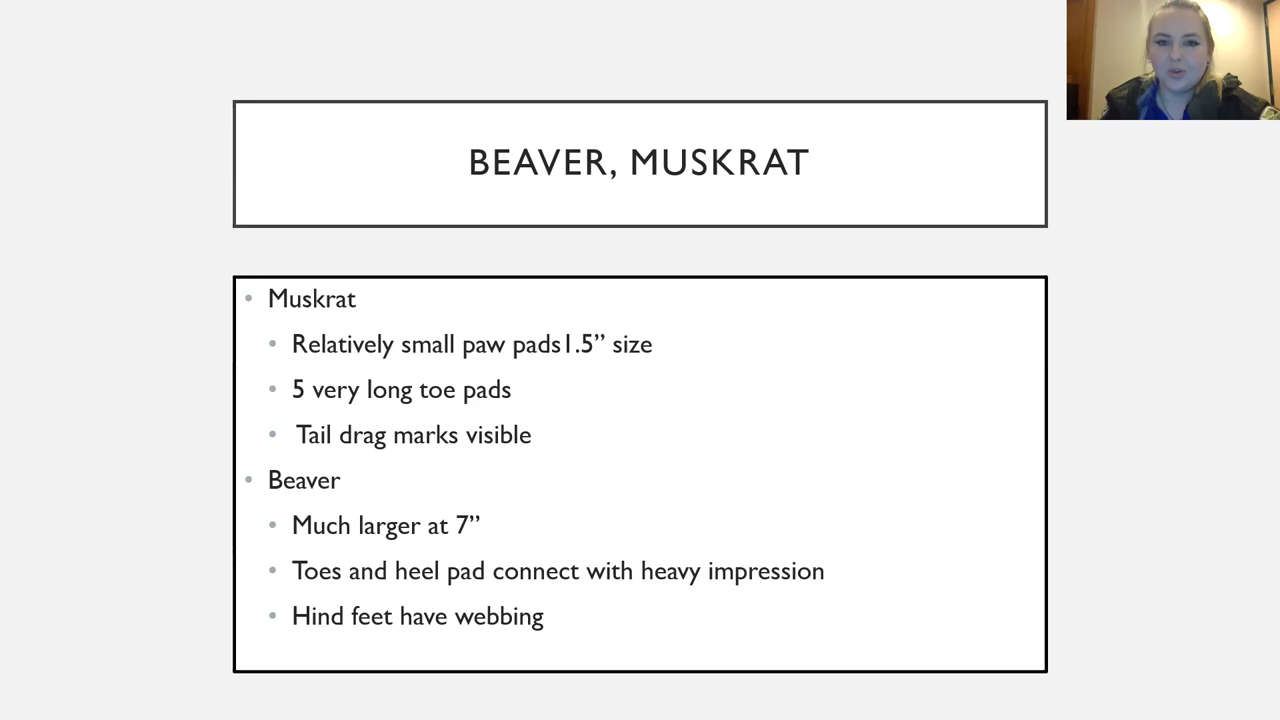 BEAVER, MUSKRAT
• Muskrat
• Relatively small paw pads1.5” size
• 5 very long toe pads
• Tail drag marks visible
• Beaver
• Much larger at 7”
• Toes and heel pad connect with heavy impression
• Hind feet have webbing